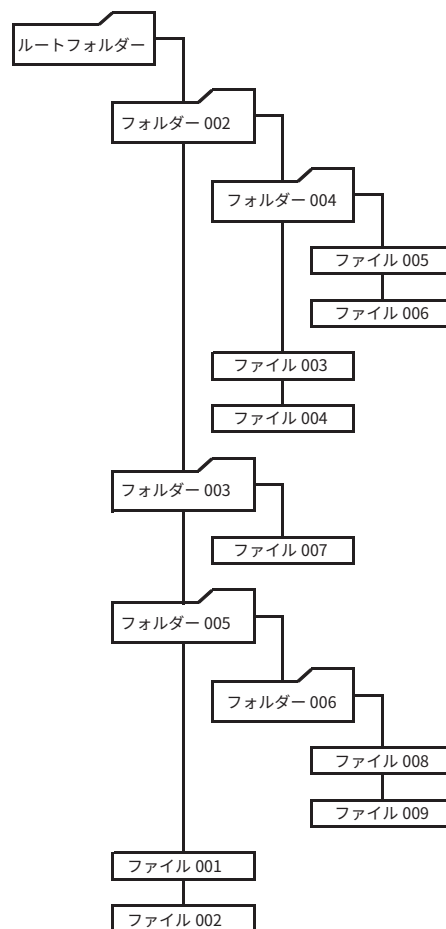 ルートフォルダー
フォルダー 002
フォルダー 004
ファイル 005
ファイル 006
ファイル 003
ファイル 004
フォルダー 003
ファイル 007
フォルダー 005
フォルダー 006
ファイル 008
ファイル 009
ファイル 001
ファイル 002